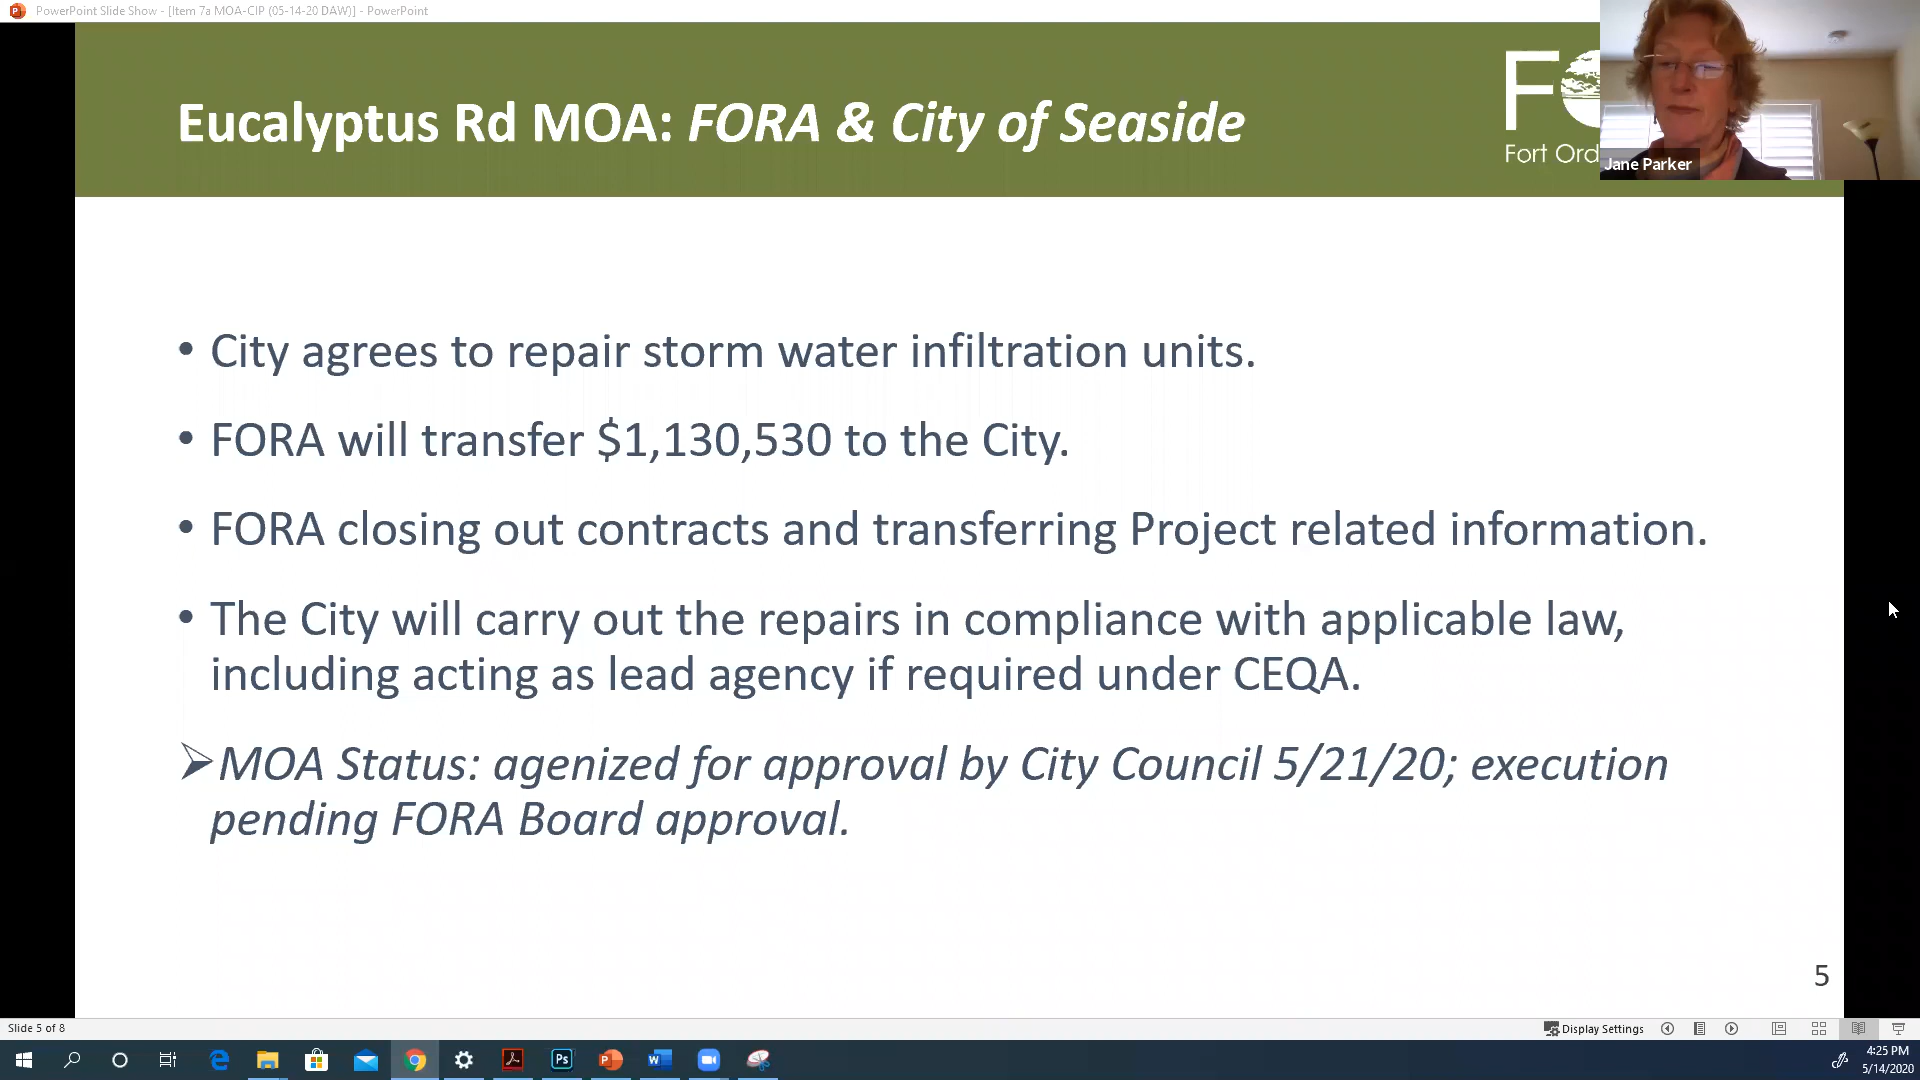 PowerPoint Slide Show - [Item 7a MOA-CIP (05-14-20 DAW)] - PowerPoint
Eucalyptus Rd MOA: FORA & City of Seaside
Fort Ord
Jane Parker
• City agrees to repair storm water infiltration units.
• FORA will transfer $1,130,530 to the City.
• FORA closing out contracts and transferring Project related information.
• The City will carry out the repairs in compliance with applicable law,
including acting as lead agency if required under CEQA.
➢MOA Status: agenized for approval by City Council 5/21/20; execution
pending FORA Board approval.
5
Slide 5 of 8
Display Settings
Ps
4:25 PM
5/14/2020